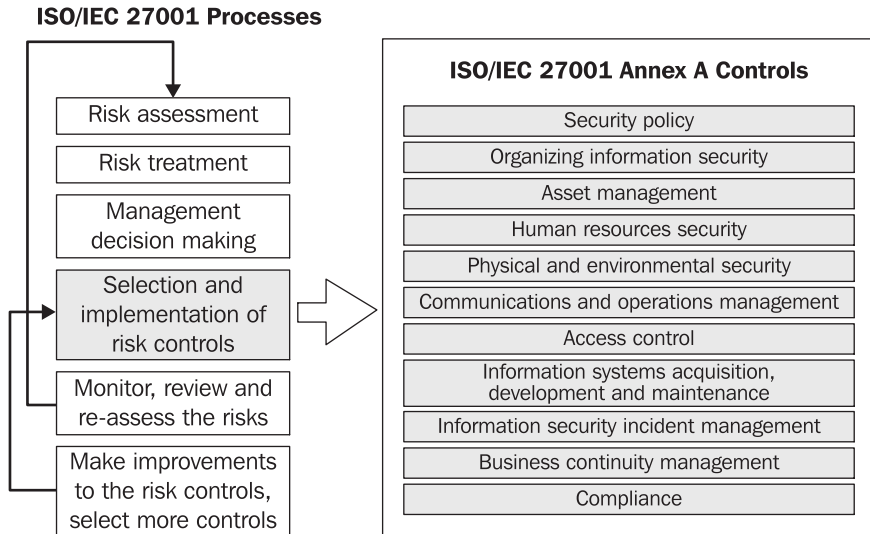 ISO/IEC 27001 Processes
Risk assessment
Risk treatment
Management
decision making
Selection and
implementation of
risk controls
Monitor, review and
re-assess the risks
Make improvements
to the risk controls,
select more controls
ISO/IEC 27001 Annex A Controls
Security policy
Organizing information security
Asset management
Human resources security
Physical and environmental security
Communications and operations management
Access control
Information systems acquisition,
development and maintenance
Information security incident management
Business continuity management
Compliance